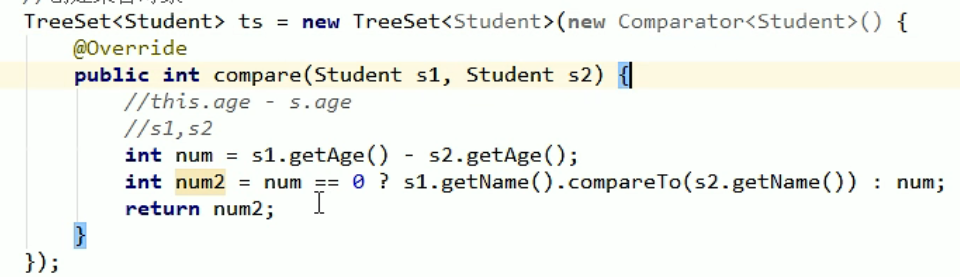 TreeSet<Student> ts = new TreeSet<Student>(new Comparator<Student>() {
@Override
public int compare(Student s1, Student s2) {
//this.age - s.age
//s1,s2
int num = s1.getAge() - s2.getAge();
int num2 = num == 0 ? s1.getName().compareTo(s2.getName()) : num;
return num2;
}
});